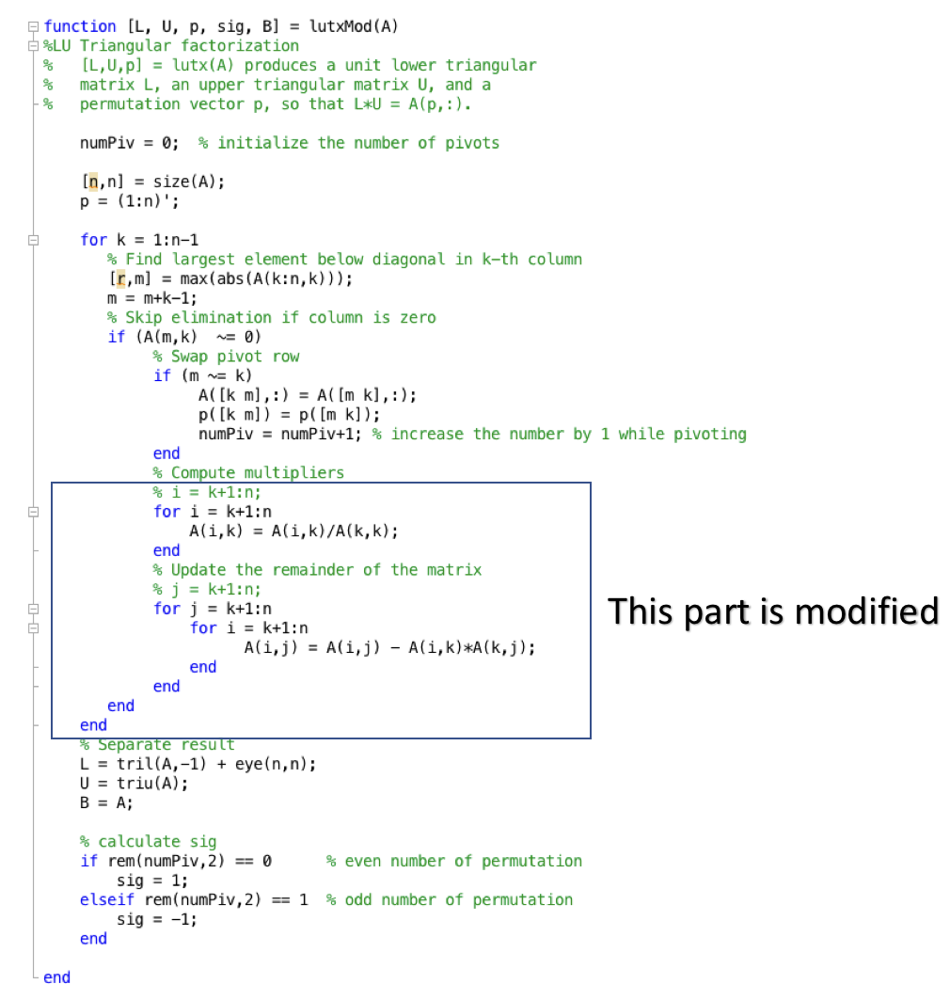 function [L, U, p, sig, B] = lutxMod(A)
%LU Triangular factorization
%   [L,U,p] = lutx(A) produces a unit lower triangular
%   matrix L, an upper triangular matrix U, and a
%   permutation vector p, so that L*U = A(p,:).
numPiv = 0;  % initialize the number of pivots
[n,n] = size(A);
p = (1:n)';
for k = 1:n-1
% Find largest element below diagonal in k-th column
[r,m] = max(abs(A(k:n,k)));
m = m+k-1;
% Skip elimination if column is zero
if (A(m,k)  ~= 0)
% Swap pivot row
if (m ~= k)
A([k m],:) = A([m k],:);
p([k m]) = p([m k]);
numPiv = numPiv+1; % increase the number by 1 while pivoting
end
% Compute multipliers
% i = k+1:n;
for i = k+1:n
A(i,k) = A(i,k)/A(k,k);
end
% Update the remainder of the matrix
% j = k+1:n;
for j = k+1:n
This part is modified
for i = k+1:n
A(i,j) = A(i,j) - A(i,k)*A(k,j);
end
end
end
end
% Separate result
L = tril(A,-1) + eye(n,n);
U = triu(A);
B = A;
% calculate sig
if rem(numPiv,2) == 0      % even number of permutation
sig = 1;
elseif rem(numPiv,2) == 1  % odd number of permutation
sig = -1;
end
end